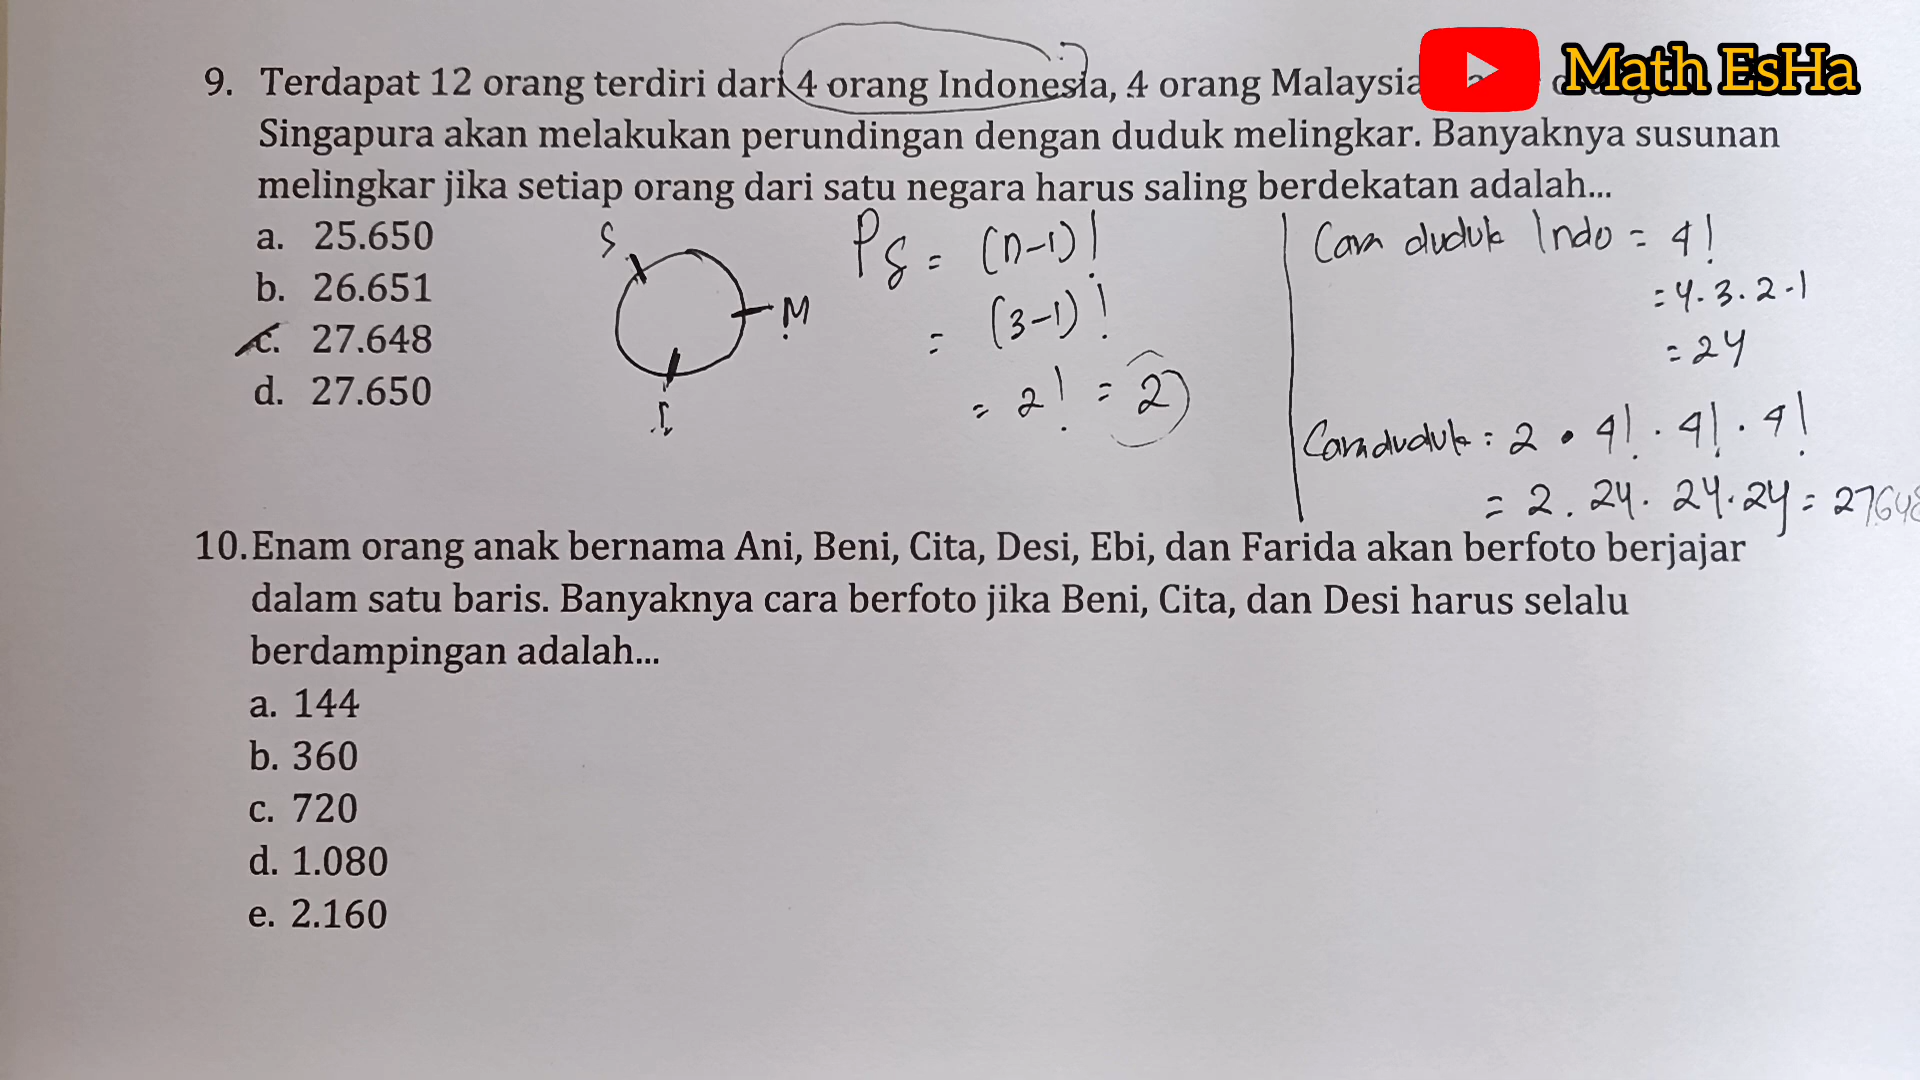 Math EsHa
9. Terdapat 12 orang terdiri dari 4 orang Indonesia, 4 orang Malaysia
Singapura akan melakukan perundingan dengan duduk melingkar. Banyaknya susunan
melingkar jika setiap orang dari satu negara harus saling berdekatan adalah...
a. 25.650
b. 26.651
c. 27.648
d. 27.650
S
M
I
Ps = (n-1)!
= (3-1)!
= 2! = 2
Cara duduk Indo = 4!
= 4.3.2.1
= 24
Cara duduk = 2 . 4! . 4! . 4!
= 2. 24. 24. 24 = 27648
10. Enam orang anak bernama Ani, Beni, Cita, Desi, Ebi, dan Farida akan berfoto berjajar
dalam satu baris. Banyaknya cara berfoto jika Beni, Cita, dan Desi harus selalu
berdampingan adalah...
a. 144
b. 360
c. 720
d. 1.080
e. 2.160